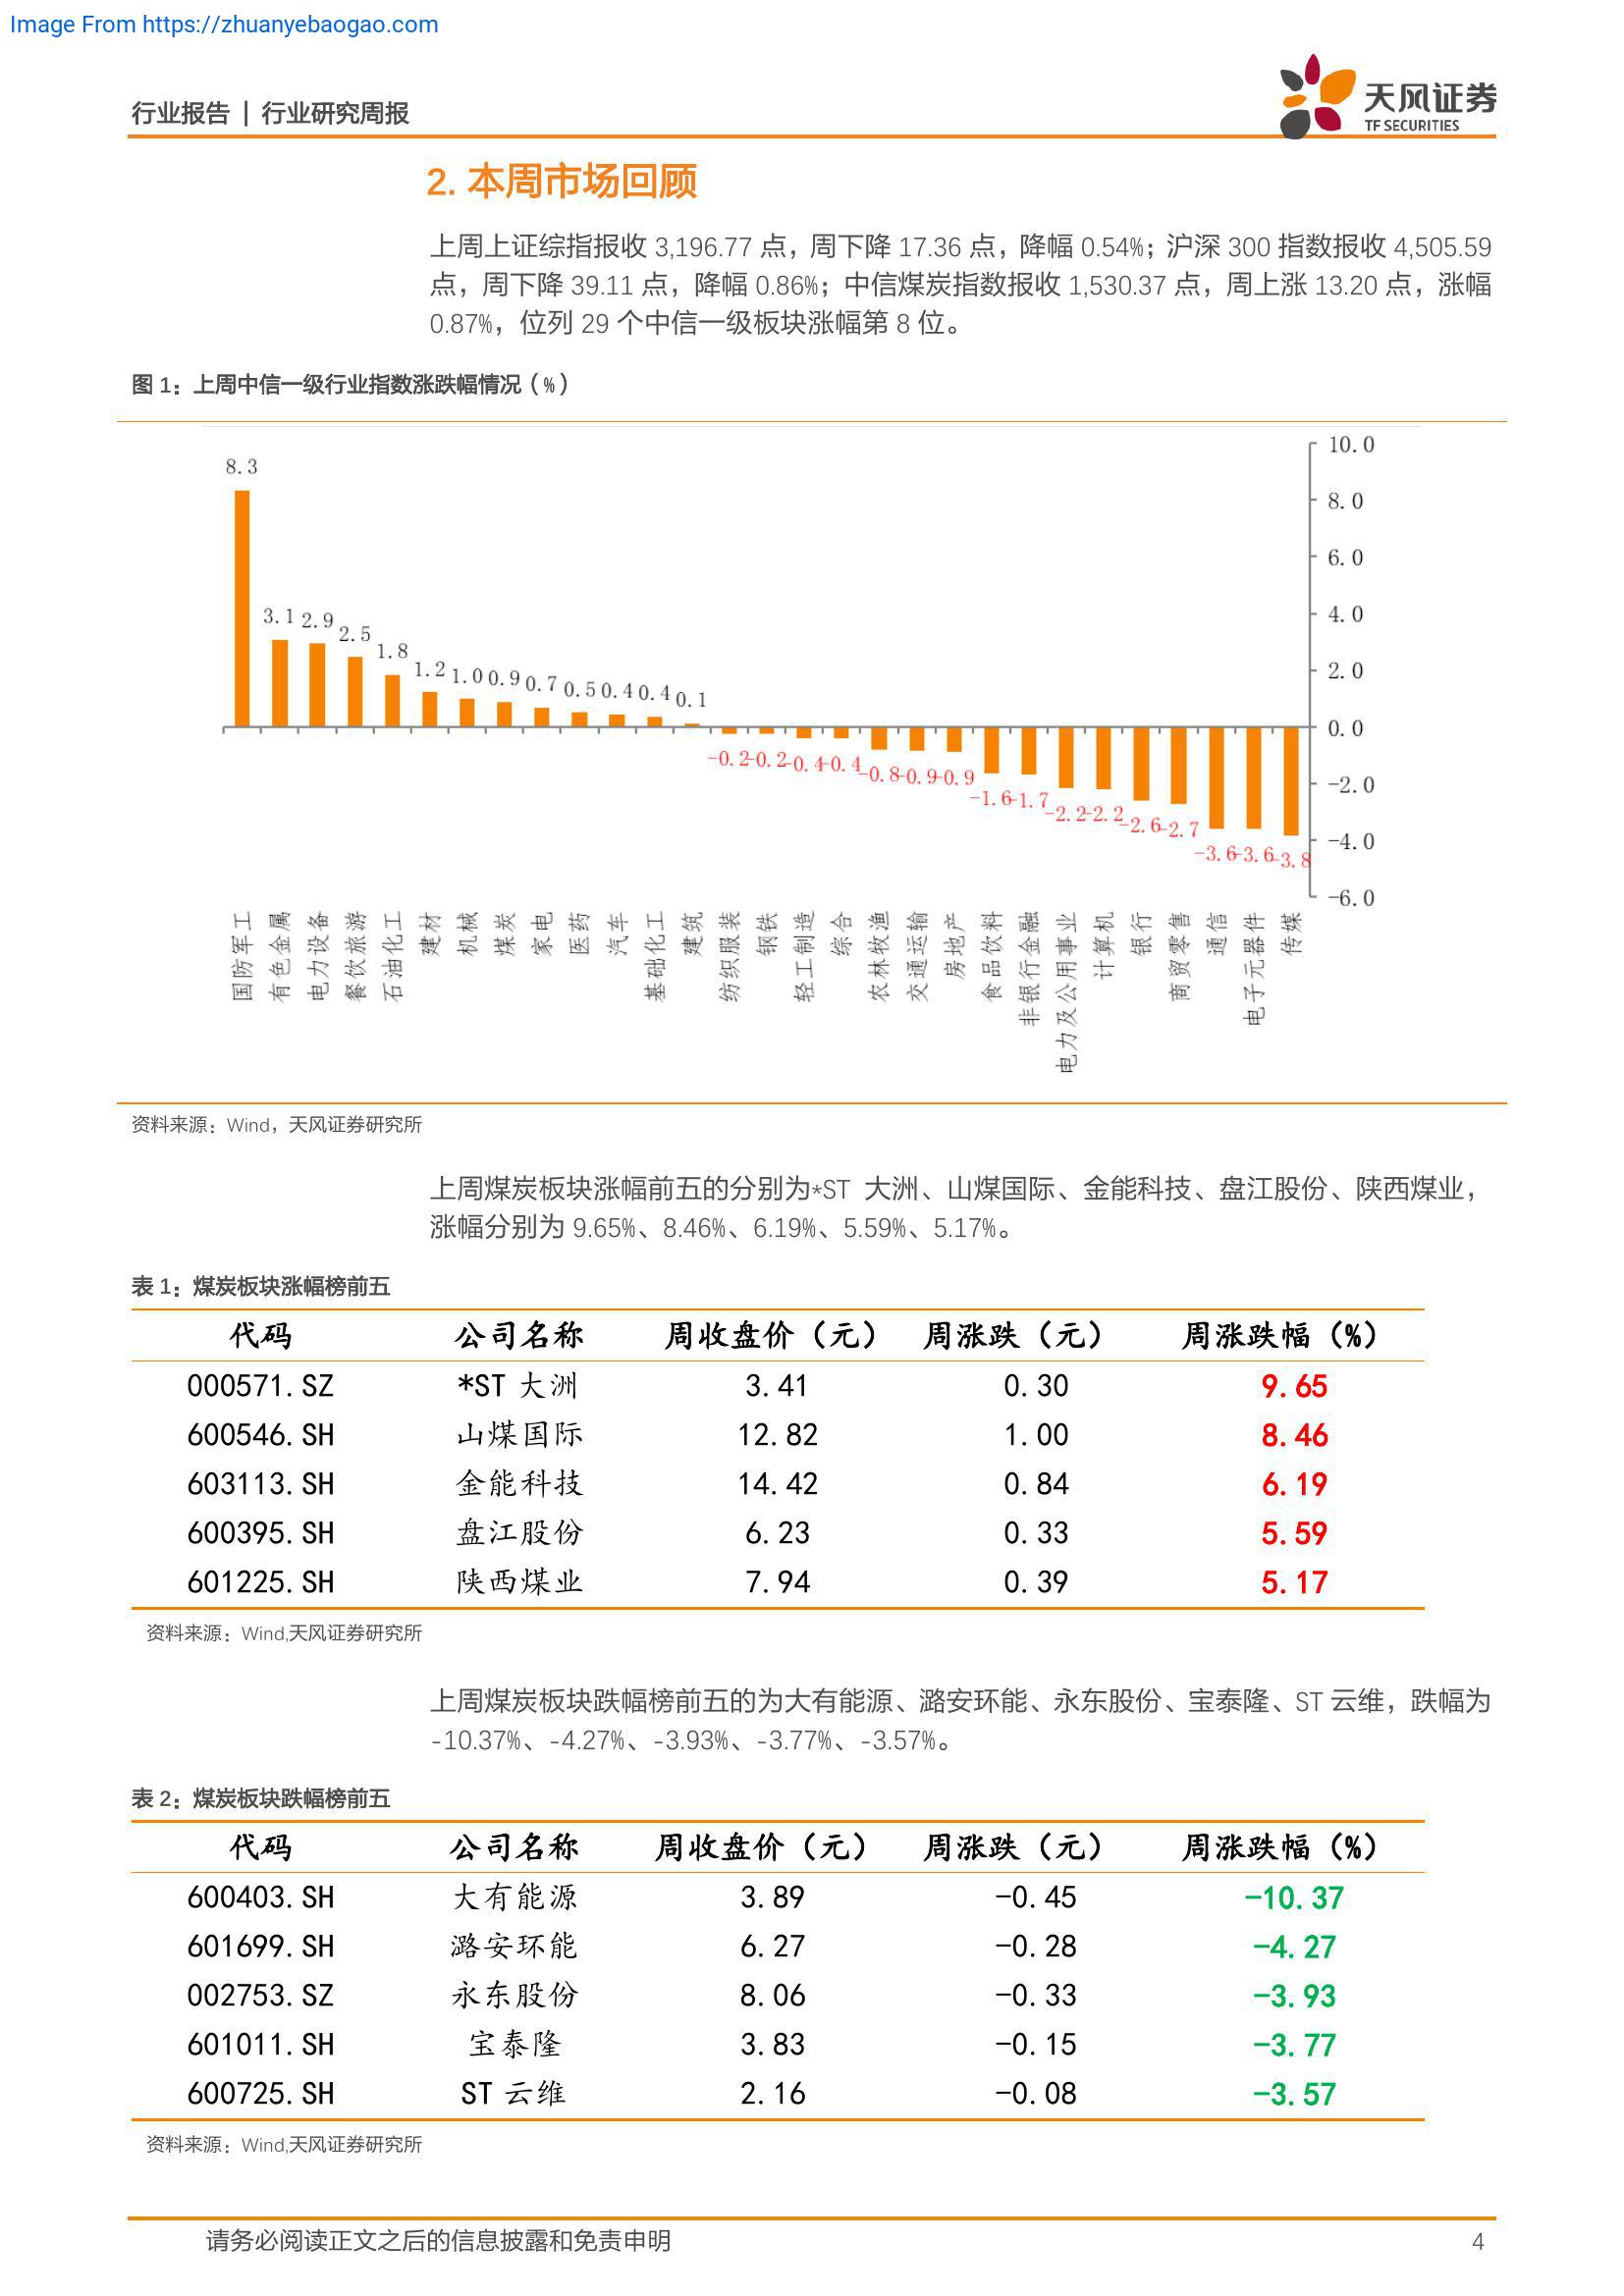 Image From https://zhuanyebaogao.com
行业报告 | 行业研究周报
天风证券
TF SECURITIES
2. 本周市场回顾
上周上证综指报收 3,196.77 点，周下降 17.36 点，降幅 0.54%；沪深 300 指数报收 4,505.59
点，周下降 39.11 点，降幅 0.86%；中信煤炭指数报收 1,530.37 点，周上涨 13.20 点，涨幅
0.87%，位列 29 个中信一级板块涨幅第 8 位。
图 1：上周中信一级行业指数涨跌幅情况（%）
10.0
8.0
6.0
4.0
2.0
0.0
-2.0
-4.0
-6.0
8.3
3.1
2.9
2.5
1.8
1.2
1.0
0.9
0.7
0.5
0.4
0.4
0.1
-0.2
-0.2
-0.4
-0.4
-0.8
-0.9
-0.9
-1.6
-1.7
-2.2
-2.2
-2.6
-2.7
-3.6
-3.6
-3.8
国防军工
有色金属
电力设备
餐饮旅游
石油化工
建材
机械
煤炭
家电
医药
汽车
基础化工
建筑
纺织服装
钢铁
轻工制造
综合
农林牧渔
交通运输
房地产
食品饮料
非银行金融
电力及公用事业
计算机
银行
商贸零售
通信
电子元器件
传媒
资料来源：Wind，天风证券研究所
上周煤炭板块涨幅前五的分别为*ST 大洲、山煤国际、金能科技、盘江股份、陕西煤业，
涨幅分别为 9.65%、8.46%、6.19%、5.59%、5.17%。
表 1：煤炭板块涨幅榜前五
代码 公司名称 周收盘价（元） 周涨跌（元） 周涨跌幅（%）
000571.SZ *ST 大洲 3.41 0.30 9.65
600546.SH 山煤国际 12.82 1.00 8.46
603113.SH 金能科技 14.42 0.84 6.19
600395.SH 盘江股份 6.23 0.33 5.59
601225.SH 陕西煤业 7.94 0.39 5.17
资料来源：Wind,天风证券研究所
上周煤炭板块跌幅榜前五的为大有能源、潞安环能、永东股份、宝泰隆、ST 云维，跌幅为
-10.37%、-4.27%、-3.93%、-3.77%、-3.57%。
表 2：煤炭板块跌幅榜前五
代码 公司名称 周收盘价（元） 周涨跌（元） 周涨跌幅（%）
600403.SH 大有能源 3.89 -0.45 -10.37
601699.SH 潞安环能 6.27 -0.28 -4.27
002753.SZ 永东股份 8.06 -0.33 -3.93
601011.SH 宝泰隆 3.83 -0.15 -3.77
600725.SH ST 云维 2.16 -0.08 -3.57
资料来源：Wind,天风证券研究所
请务必阅读正文之后的信息披露和免责申明 4